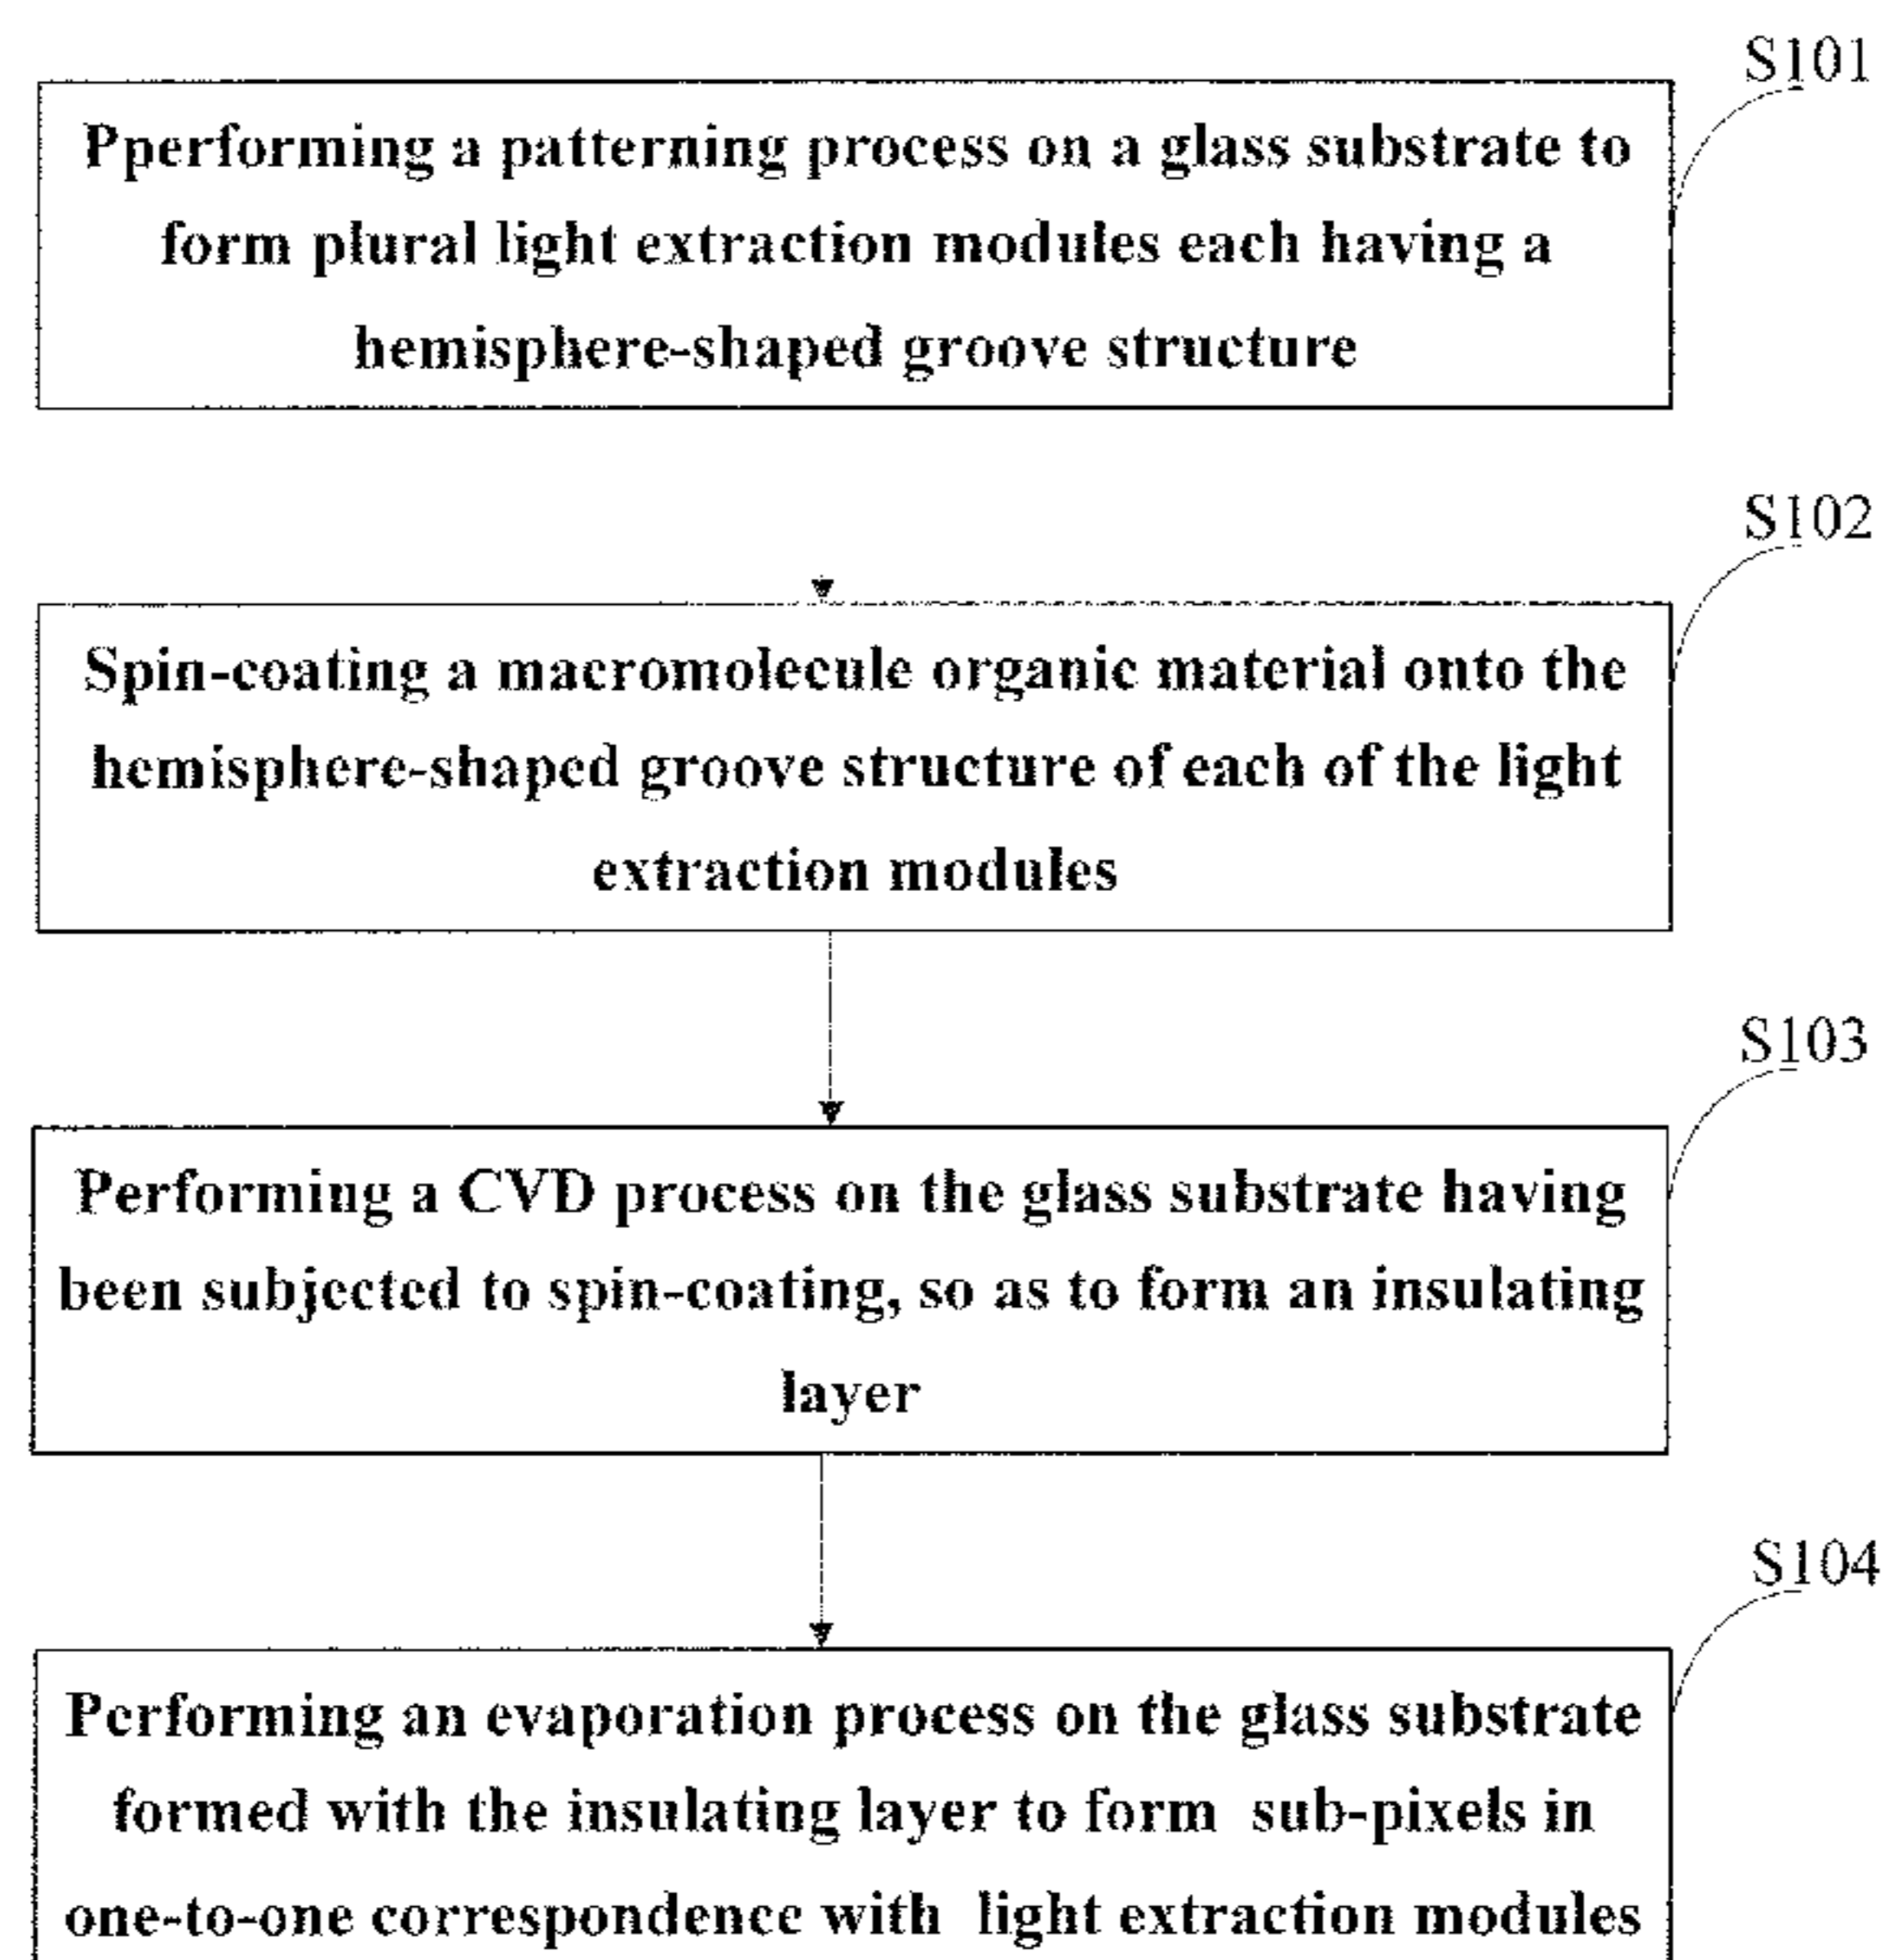 S101
Pperforming a patterning process on a glass substrate to
form plural light extraction modules each having a
hemisphere-shaped groove structure
S102
Spin-coating a macromolecule organic material onto the
hemisphere-shaped groove structure of each of the light
extraction modules
S103
Performing a CVD process on the glass substrate having
been subjected to spin-coating, so as to form an insulating
layer
S104
Performing an evaporation process on the glass substrate
formed with the insulating layer to form sub-pixels in
one-to-one correspondence with light extraction modules